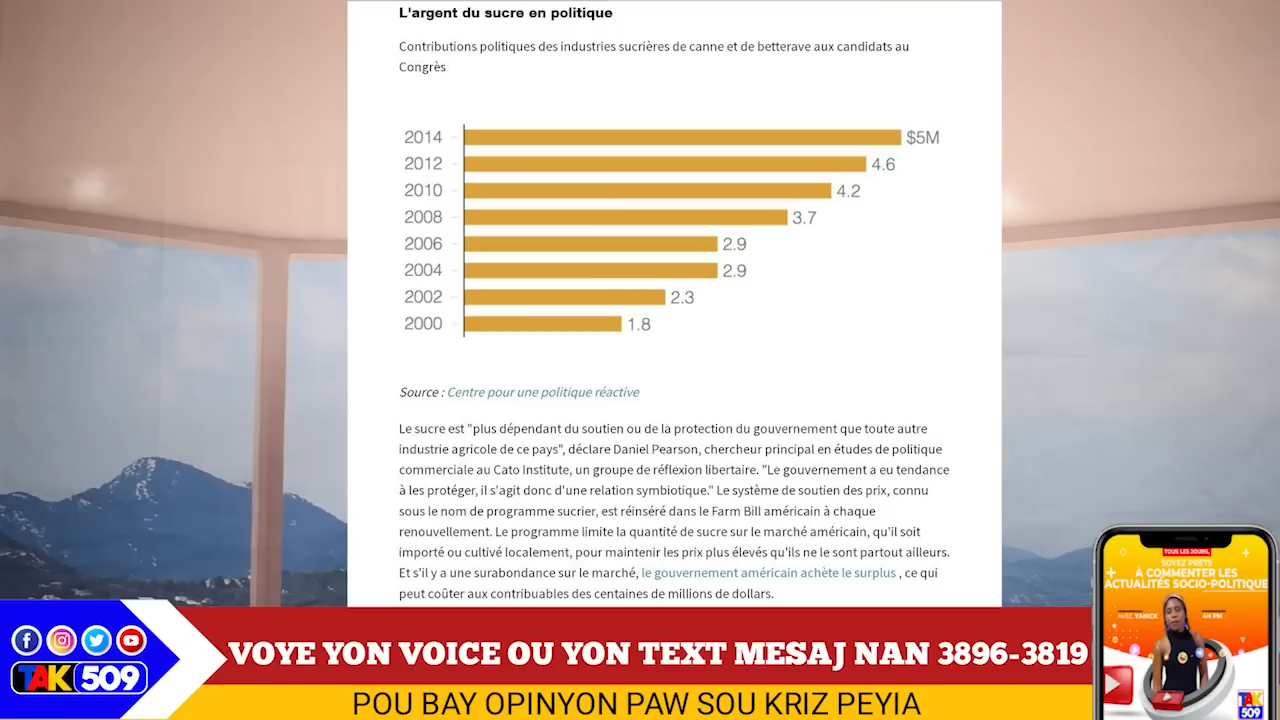 L'argent du sucre en politique
Contributions politiques des industries sucrières de canne et de betterave aux candidats au
Congrès
2014 $5M
2012 4.6
2010 4.2
2008 3.7
2006 2.9
2004 2.9
2002 2.3
2000 1.8
Source : Centre pour une politique réactive
Le sucre est "plus dépendant du soutien ou de la protection du gouvernement que toute autre
industrie agricole de ce pays", déclare Daniel Pearson, chercheur principal en études de politique
commerciale au Cato Institute, un groupe de réflexion libertaire. "Le gouvernement a eu tendance
à les protéger, il s'agit donc d'une relation symbiotique." Le système de soutien des prix, connu
sous le nom de programme sucrier, est réinséré dans le Farm Bill américain à chaque
renouvellement. Le programme limite la quantité de sucre sur le marché américain, qu'il soit
importé ou cultivé localement, pour maintenir les prix plus élevés qu'ils ne le sont partout ailleurs.
Et s'il y a une surabondance sur le marché, le gouvernement américain achète le surplus , ce qui
peut coûter aux contribuables des centaines de millions de dollars.
TAK 509
VOYE YON VOICE OU YON TEXT MESAJ NAN 3896-3819
POU BAY OPINYON PAW SOU KRIZ PEYIA
TOUS LES JOURS,
SOYEZ PRETS
À COMMENTER LES
ACTUALITÉS SOCIO-POLITIQUE
AVEC YANICK
4H PM
TAK
509